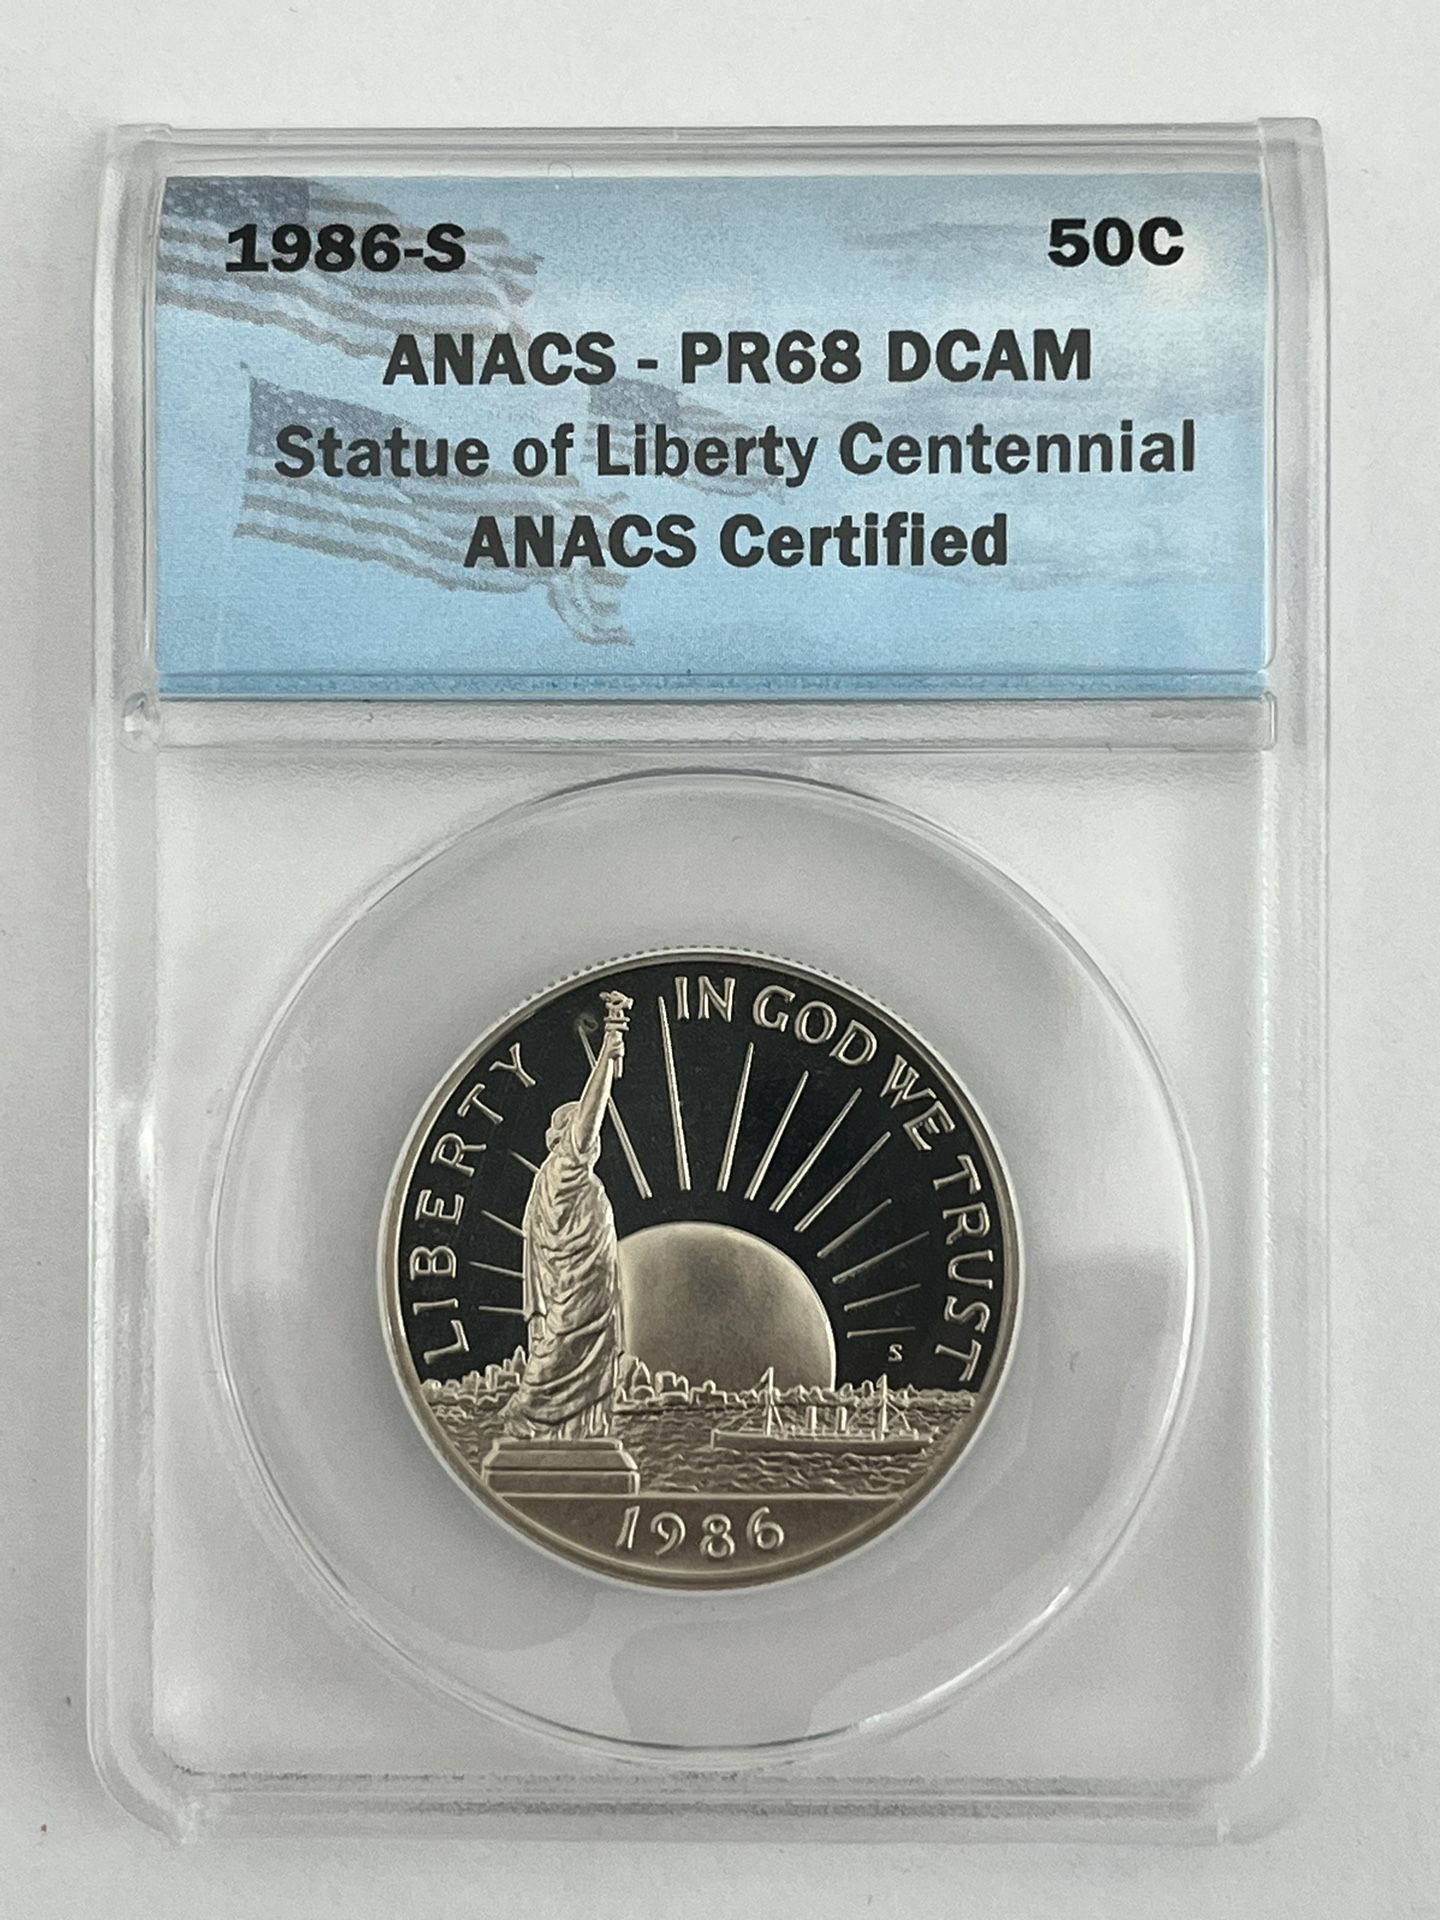 1986-S 50C
ANACS - PR68 DCAM
Statue of Liberty Centennial
ANACS Certified
LIBERTY
IN GOD WE TRUST
S
1986